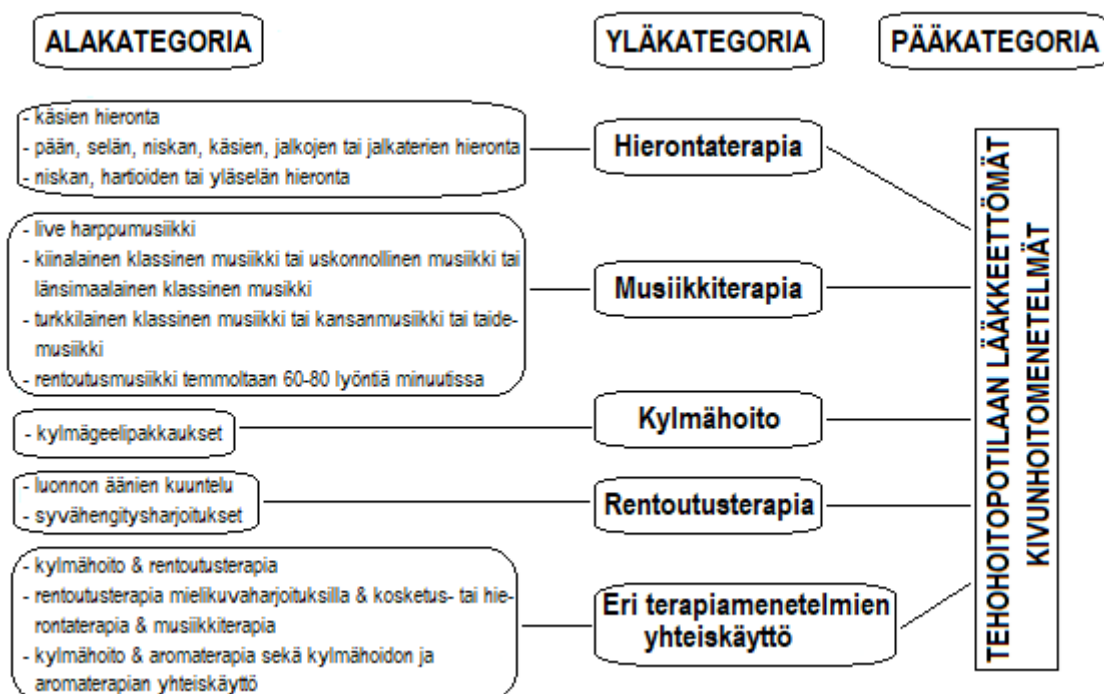 ALAKATEGORIA
YLÄKATEGORIA
PÄÄKATEGORIA
- käsien hieronta
- pään, selän, niskan, käsien, jalkojen tai jalkaterien hieronta
- niskan, hartioiden tai yläselän hieronta
Hierontaterapia
- live harppumusiikki
- kiinalainen klassinen musiikki tai uskonnollinen musiikki tai
länsimaalainen klassinen musikki
- turkkilainen klassinen musiikki tai kansanmusiikki tai taide-
musiikki
- rentoutusmusiikki temmoltaan 60-80 lyöntiä minuutissa
Musiikkiterapia
- kylmägeelipakkaukset
Kylmähoito
- luonnon äänien kuuntelu
- syvähengitysharjoitukset
Rentoutusterapia
- kylmähoito & rentoutusterapia
- rentoutusterapia mielikuvaharjoituksilla & kosketus- tai hie-
rontaterapia & musiikkiterapia
- kylmähoito & aromaterapia sekä kylmähoidon ja
aromaterapian yhteiskäyttö
Eri terapiamenetelmien
yhteiskäyttö
TEHOHOITOPOTILAAN LÄÄKKEETTÖMÄT
KIVUNHOITOMENETELMÄT